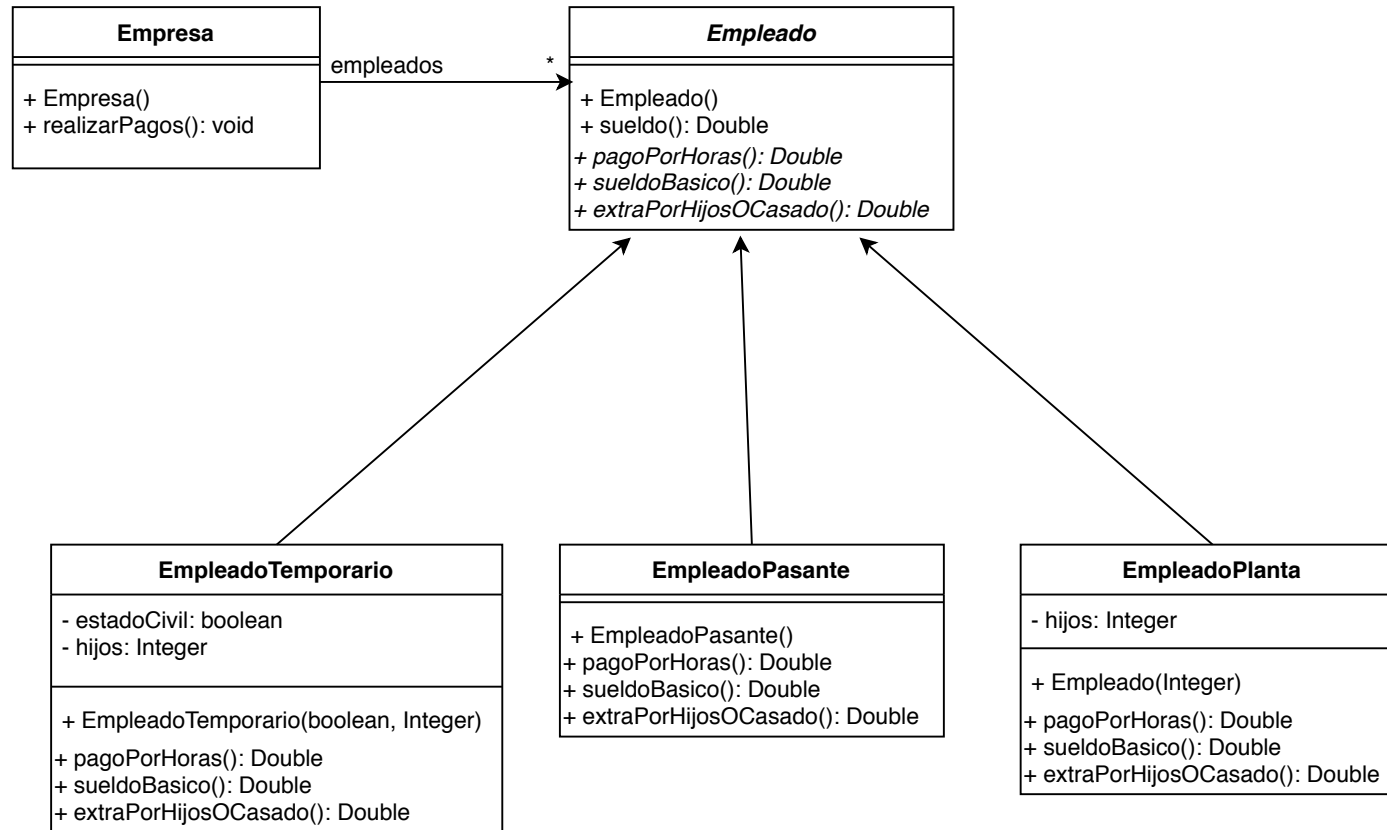 Empresa
+ Empresa()
+ realizarPagos(): void
empleados
*
Empleado
+ Empleado()
+ sueldo(): Double
+ pagoPorHoras(): Double
+ sueldoBasico(): Double
+ extraPorHijosOCasado(): Double
EmpleadoTemporario
- estadoCivil: boolean
- hijos: Integer
+ EmpleadoTemporario(boolean, Integer)
+ pagoPorHoras(): Double
+ sueldoBasico(): Double
+ extraPorHijosOCasado(): Double
EmpleadoPasante
+ EmpleadoPasante()
+ pagoPorHoras(): Double
+ sueldoBasico(): Double
+ extraPorHijosOCasado(): Double
EmpleadoPlanta
- hijos: Integer
+ Empleado(Integer)
+ pagoPorHoras(): Double
+ sueldoBasico(): Double
+ extraPorHijosOCasado(): Double